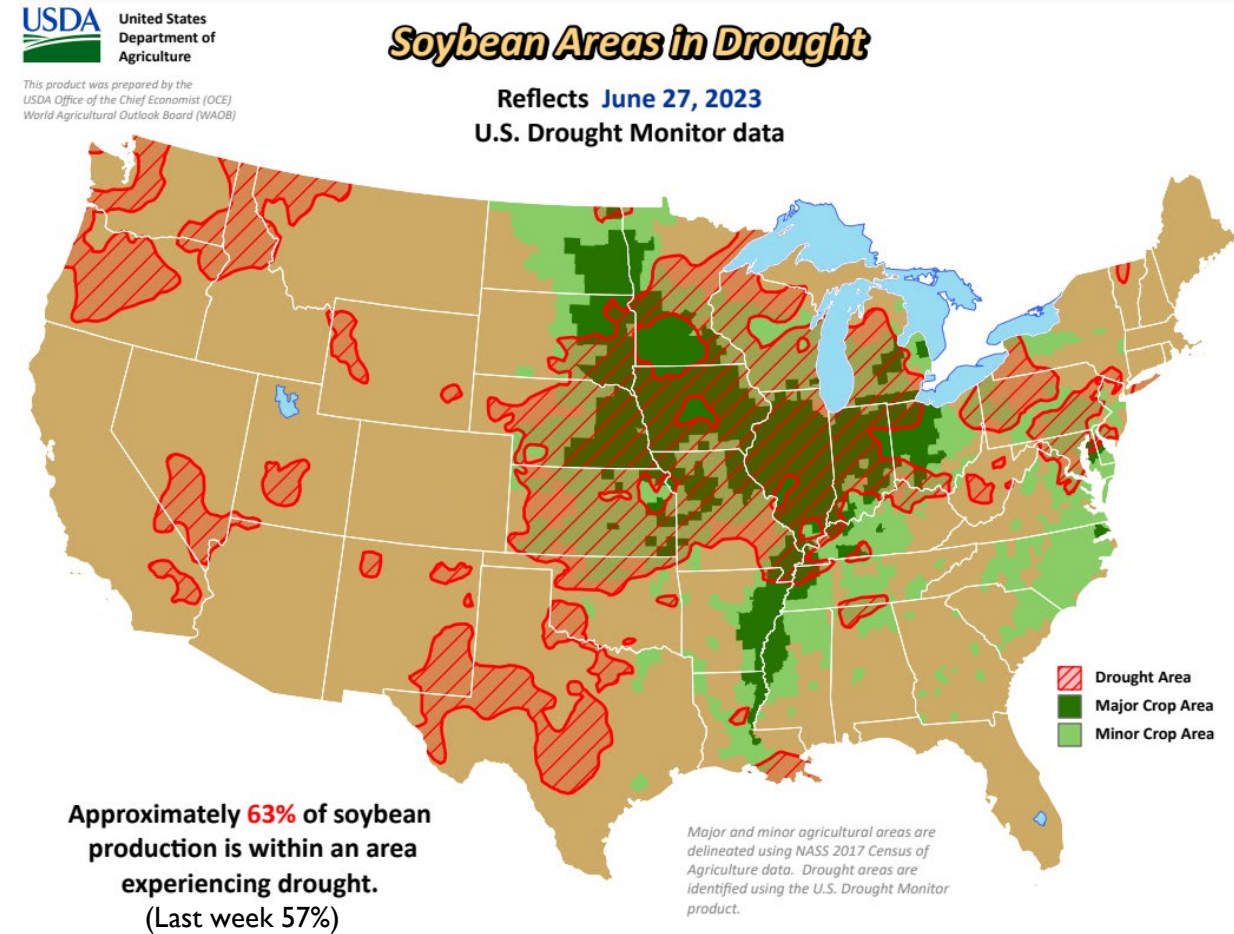 USDA
United States
Department of
Agriculture
This product was prepared by the
USDA Office of the Chief Economist (OCE)
World Agricultural Outlook Board (WAOB)
Soybean Areas in Drought
Reflects June 27, 2023
U.S. Drought Monitor data
Drought Area
Major Crop Area
Minor Crop Area
Approximately 63% of soybean
production is within an area
experiencing drought.
(Last week 57%)
Major and minor agricultural areas are
delineated using NASS 2017 Census of
Agriculture data. Drought areas are
identified using the U.S. Drought Monitor
product.